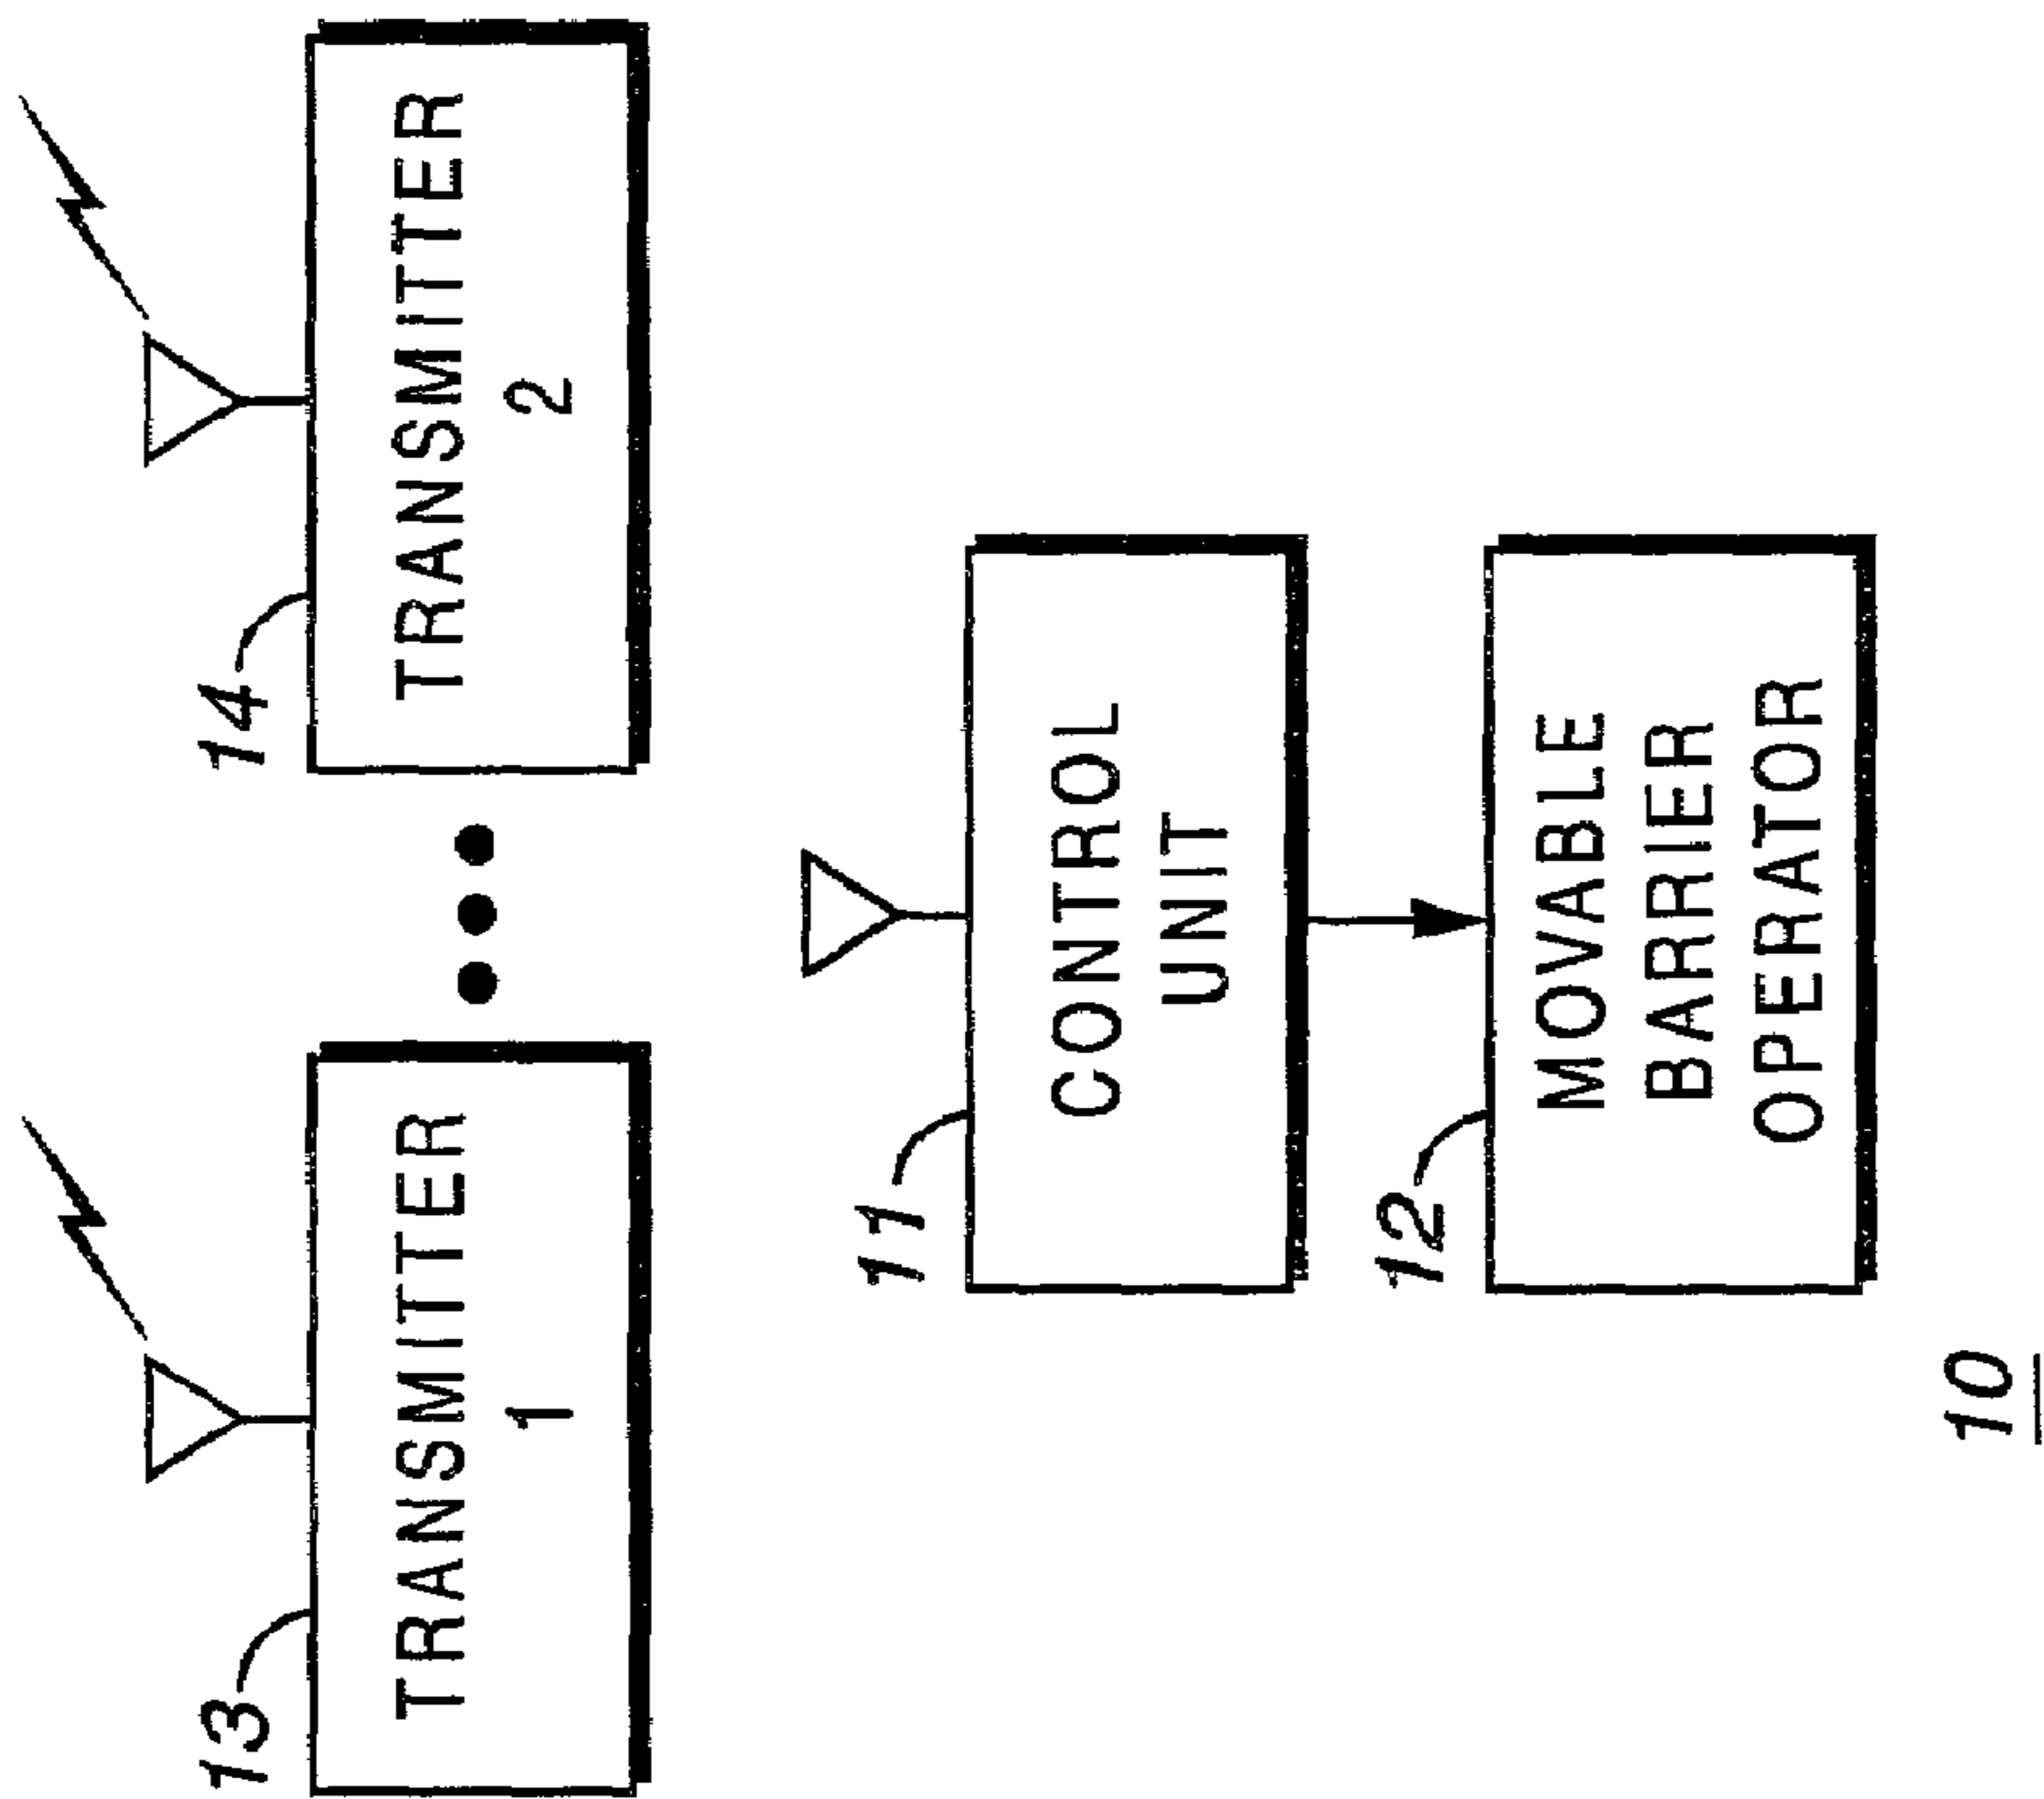 13
TRANSMITTER
1
14
TRANSMITTER
2
11
CONTROL
UNIT
12
MOVABLE
BARRIER
OPERATOR
10